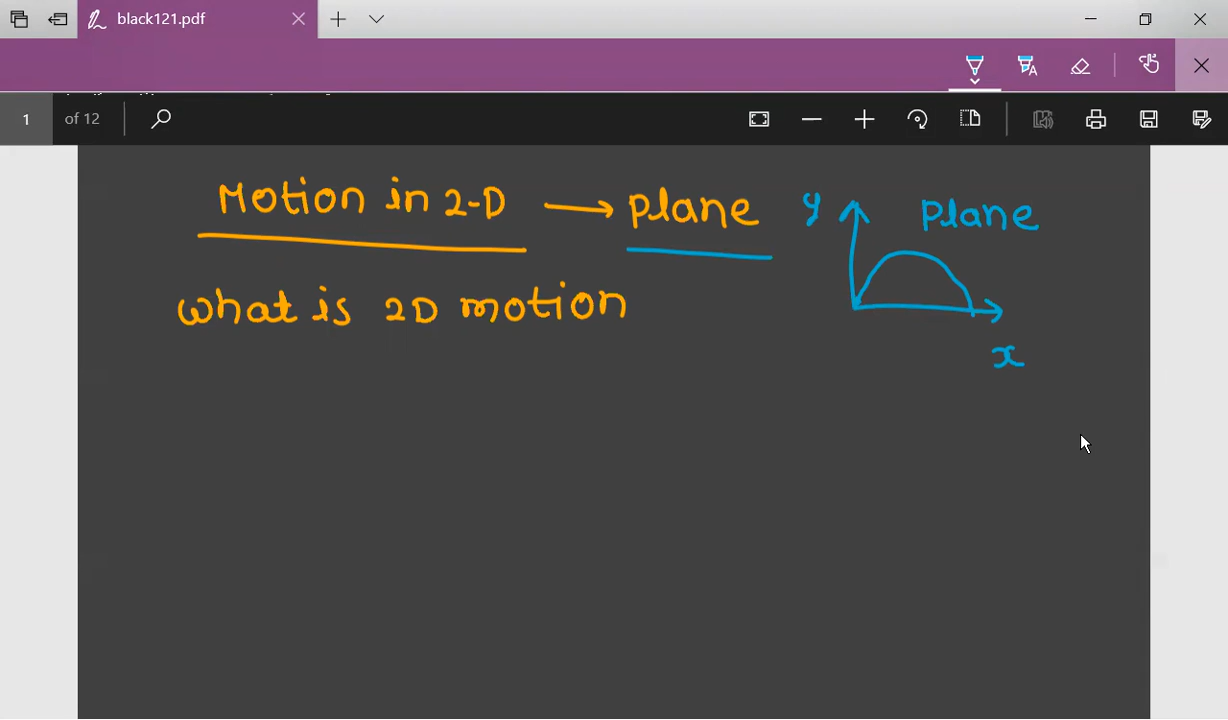 black121.pdf
1 of 12
Motion in 2-D → plane
y plane
what is 2D motion
x